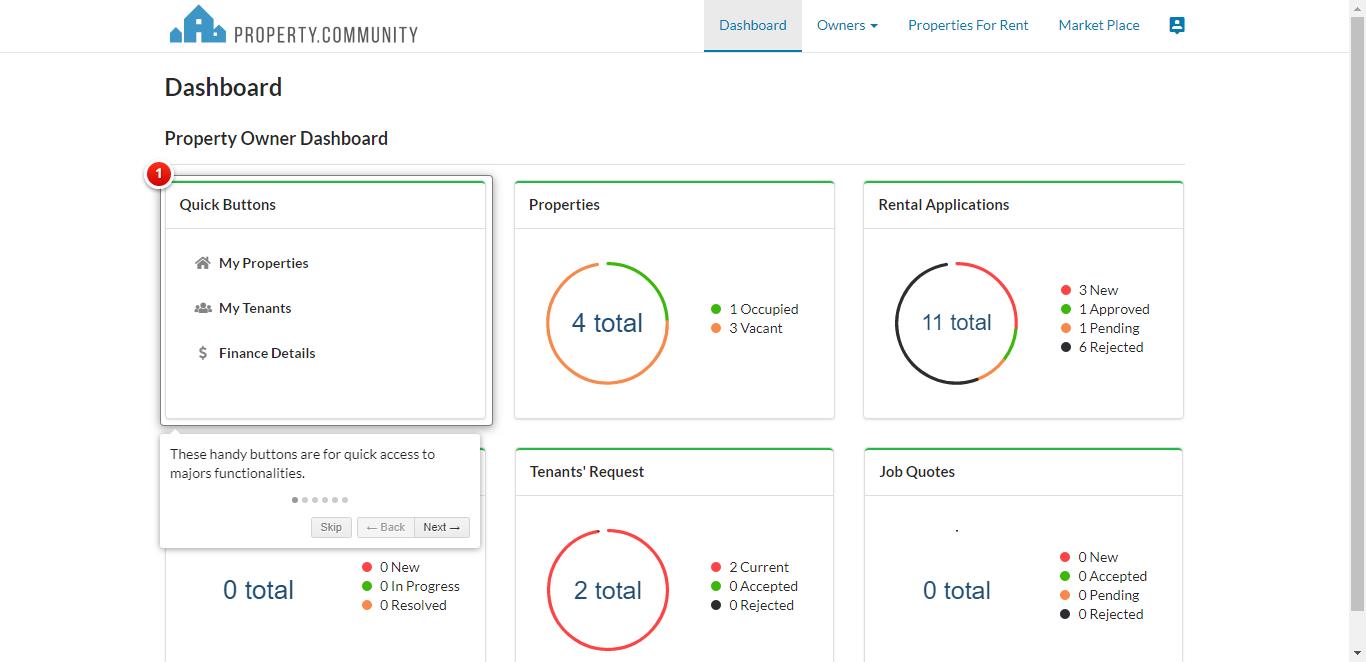 PROPERTY.COMMUNITY
Dashboard
Owners
Properties For Rent
Market Place
Dashboard
Property Owner Dashboard
1
Quick Buttons
My Properties
My Tenants
$ Finance Details
Properties
4 total
1 Occupied
3 Vacant
Rental Applications
11 total
3 New
1 Approved
1 Pending
6 Rejected
These handy buttons are for quick access to
majors functionalities.
Skip
← Back
Next →
0 total
0 New
0 In Progress
0 Resolved
Tenants' Request
2 total
2 Current
0 Accepted
0 Rejected
Job Quotes
0 total
0 New
0 Accepted
0 Pending
0 Rejected